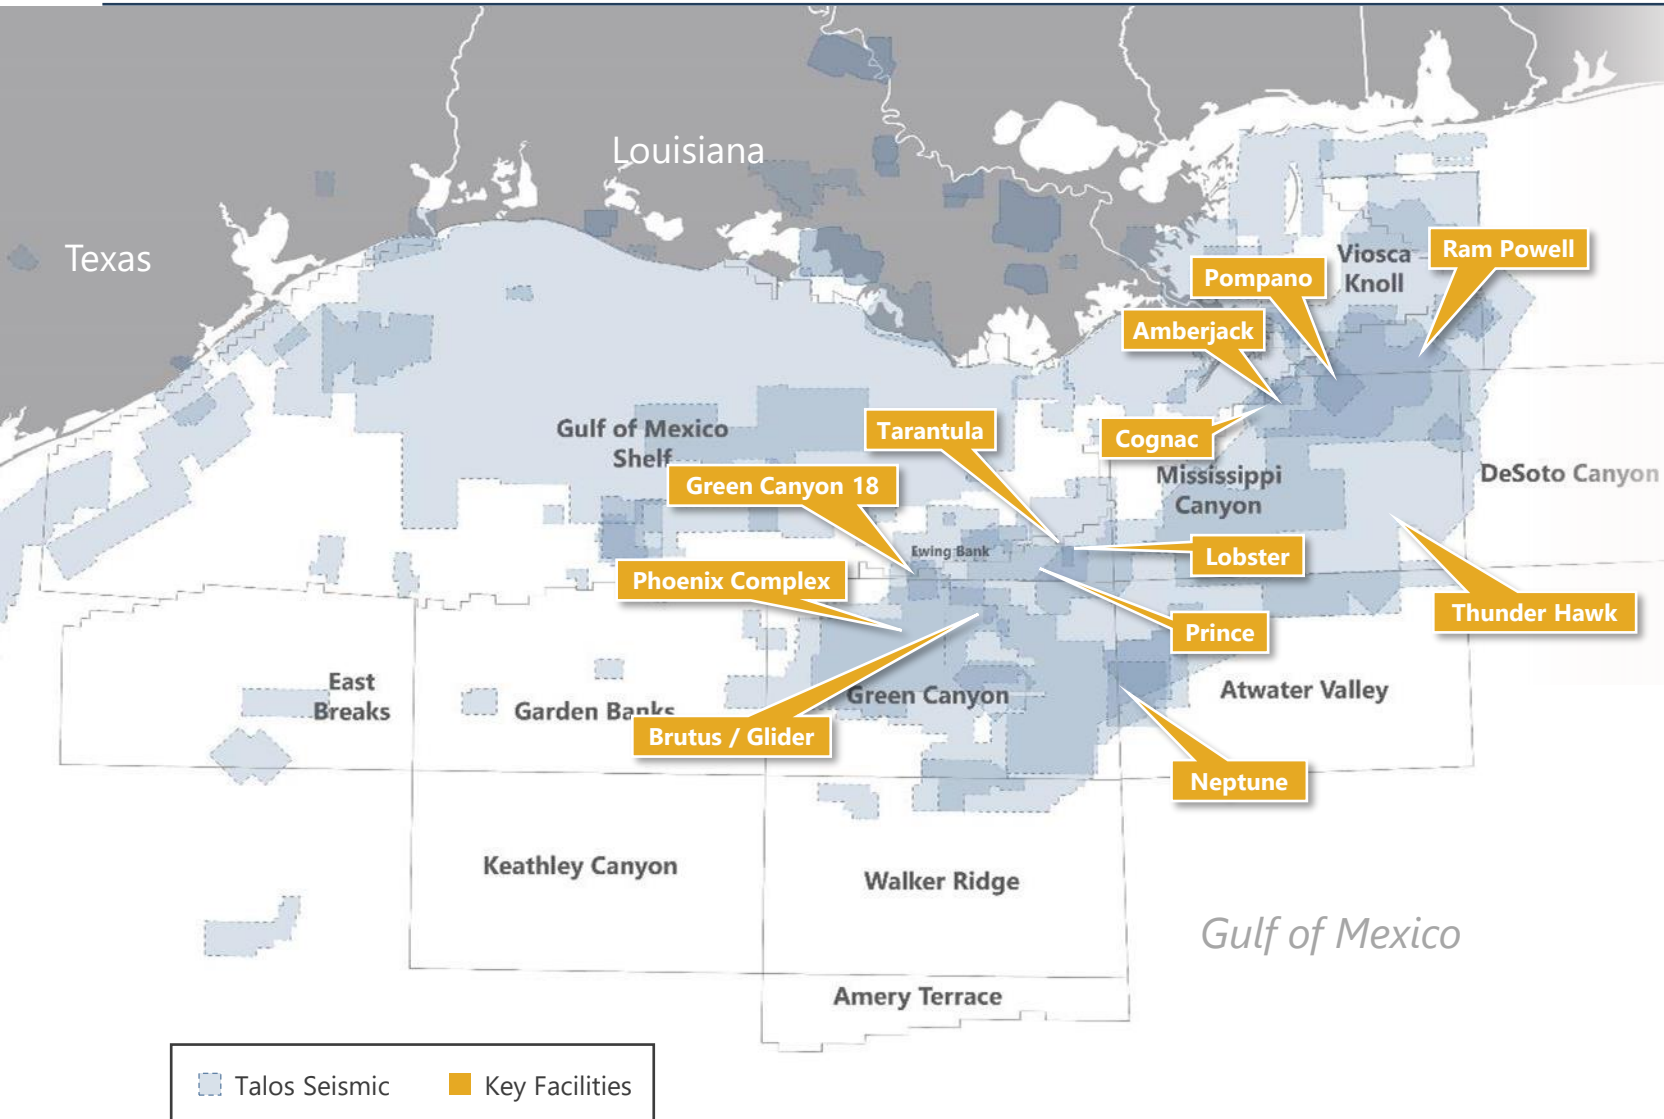 Louisiana
Texas
Viosca
Knoll
Ram Powell
Pompano
Amberjack
Gulf of Mexico
Shelf
Tarantula
Cognac
Mississippi
Canyon
DeSoto Canyon
Green Canyon 18
Ewing Bank
Lobster
Phoenix Complex
Thunder Hawk
Prince
East
Breaks
Garden Banks
Green Canyon
Atwater Valley
Brutus / Glider
Neptune
Keathley Canyon
Walker Ridge
Gulf of Mexico
Amery Terrace
Talos Seismic
Key Facilities